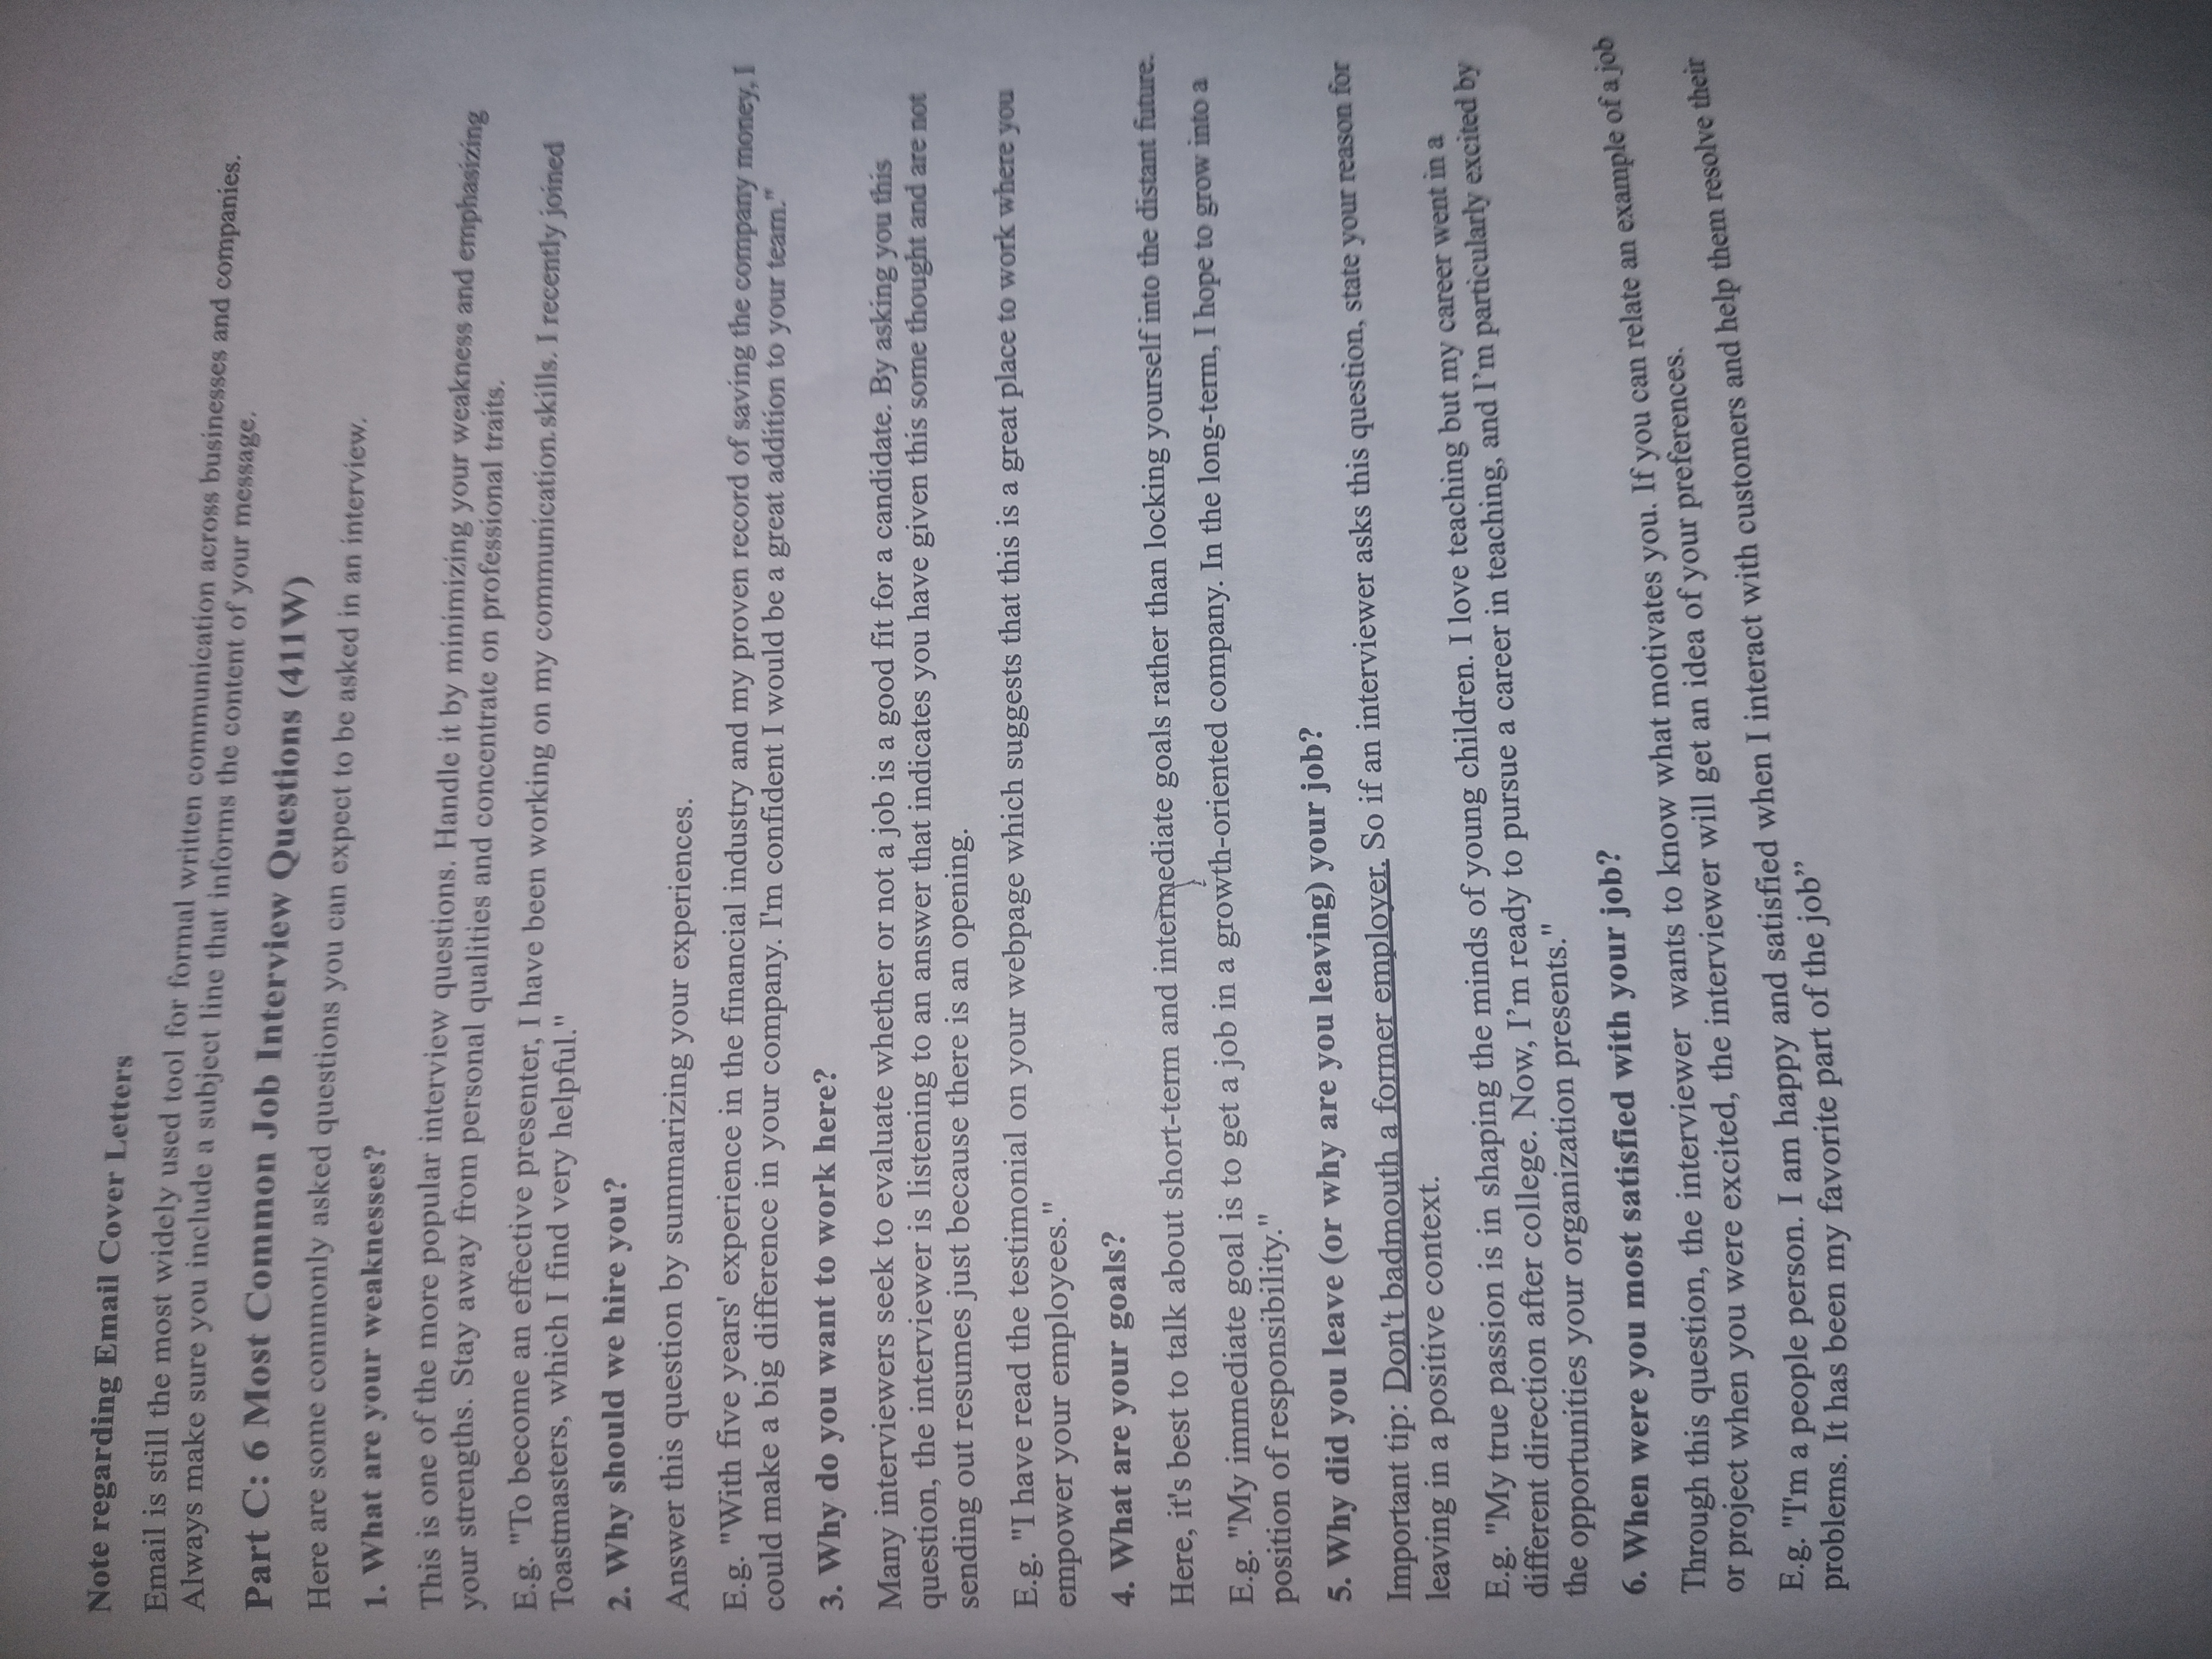 Note regarding Email Cover Letters
Email is still the most widely used tool for formal written communication across businesses and companies.
Always make sure you include a subject line that informs the content of your message.
Part C: 6 Most Common Job Interview Questions (411W)
Here are some commonly asked questions you can expect to be asked in an interview.
1. What are your weaknesses?
This is one of the more popular interview questions. Handle it by minimizing your weakness and emphasizing
your strengths. Stay away from personal qualities and concentrate on professional traits.
E.g. "To become an effective presenter, I have been working on my communication skills. I recently joined
Toastmasters, which I find very helpful."
2. Why should we hire you?
Answer this question by summarizing your experiences.
E.g. "With five years' experience in the financial industry and my proven record of saving the company money, I
could make a big difference in your company. I'm confident I would be a great addition to your team."
3. Why do you want to work here?
Many interviewers seek to evaluate whether or not a job is a good fit for a candidate. By asking you this
question, the interviewer is listening to an answer that indicates you have given this some thought and are not
sending out resumes just because there is an opening.
E.g. "I have read the testimonial on your webpage which suggests that this is a great place to work where you
empower your employees."
4. What are your goals?
Here, it's best to talk about short-term and intermediate goals rather than locking yourself into the distant future.
E.g. "My immediate goal is to get a job in a growth-oriented company. In the long-term, I hope to grow into a
position of responsibility."
5. Why did you leave (or why are you leaving) your job?
Important tip: Don't badmouth a former employer. So if an interviewer asks this question, state your reason for
leaving in a positive context.
E.g. "My true passion is in shaping the minds of young children. I love teaching but my career went in a
different direction after college. Now, I’m ready to pursue a career in teaching, and I’m particularly excited by
the opportunities your organization presents."
6. When were you most satisfied with your job?
Through this question, the interviewer wants to know what motivates you. If you can relate an example of a job
or project when you were excited, the interviewer will get an idea of your preferences.
E.g. "I'm a people person. I am happy and satisfied when I interact with customers and help them resolve their
problems. It has been my favorite part of the job”